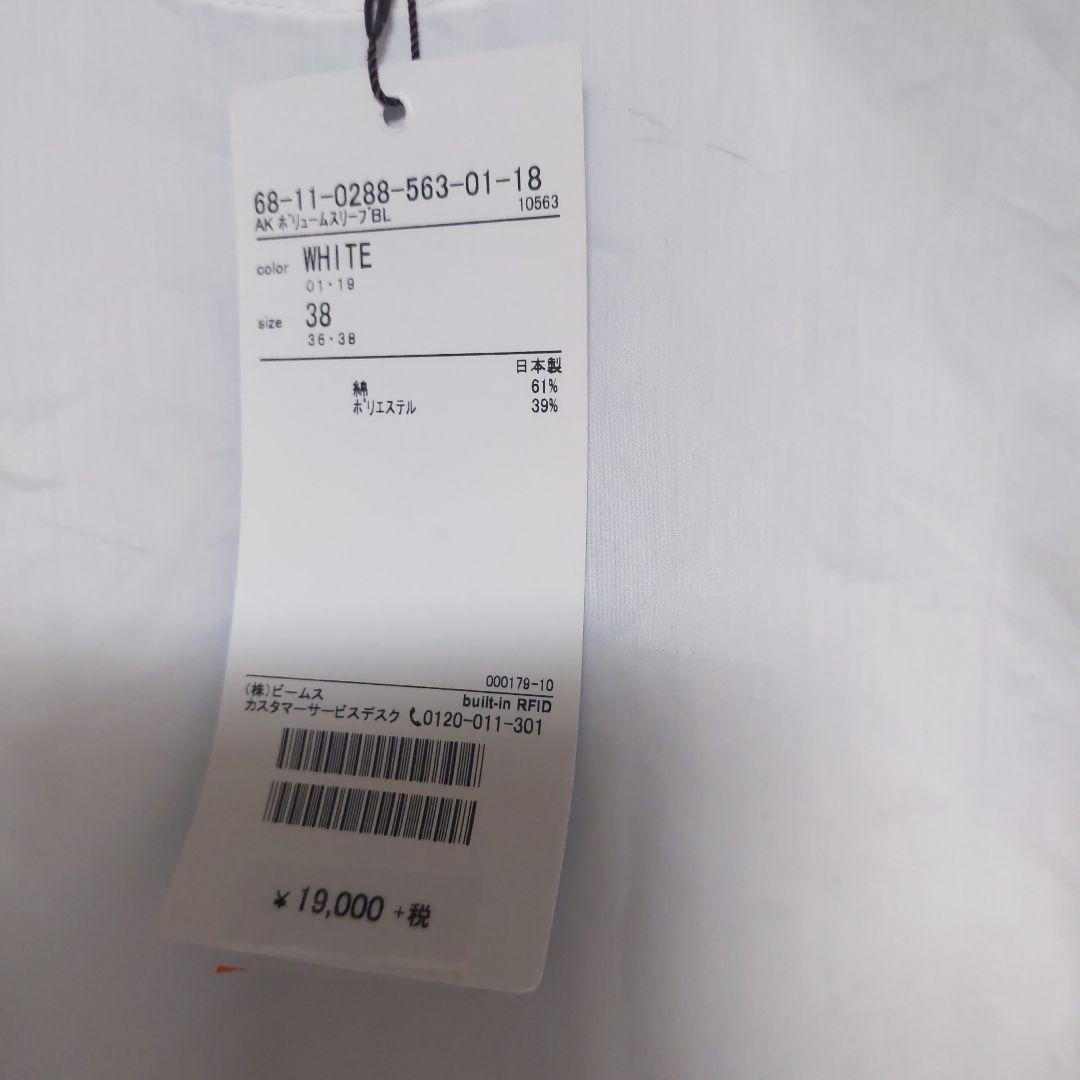 68-11-0288-563-01-18
AK ボリュームスリーブBL 10563
color WHITE
01・19
size 38
36・38
日本製
綿 61%
ポリエステル 39%
000179-10
(株)ビームス built-in RFID
カスタマーサービスデスク 0120-011-301
¥ 19,000 +税